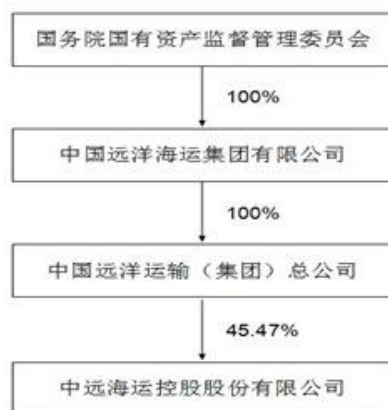 国务院国有资产监督管理委员会
100%
中国远洋海运集团有限公司
100%
中国远洋运输（集团）总公司
45.47%
中远海运控股股份有限公司